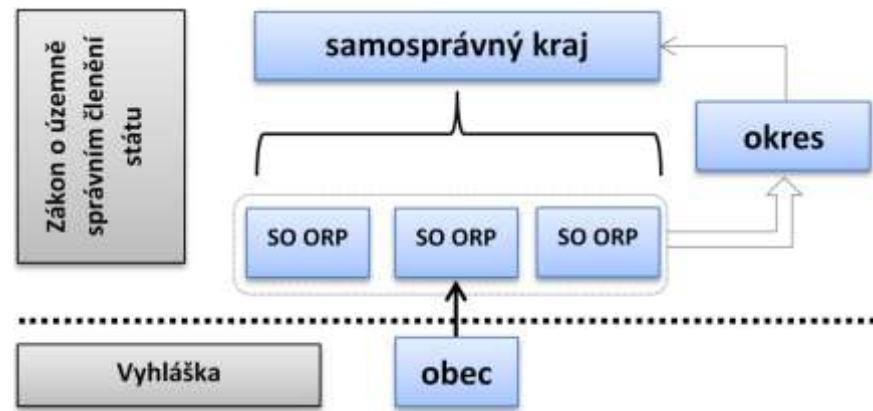 Zákon o územně
správním členění
státu
samosprávný kraj
okres
SO ORP
SO ORP
SO ORP
Vyhláška
obec